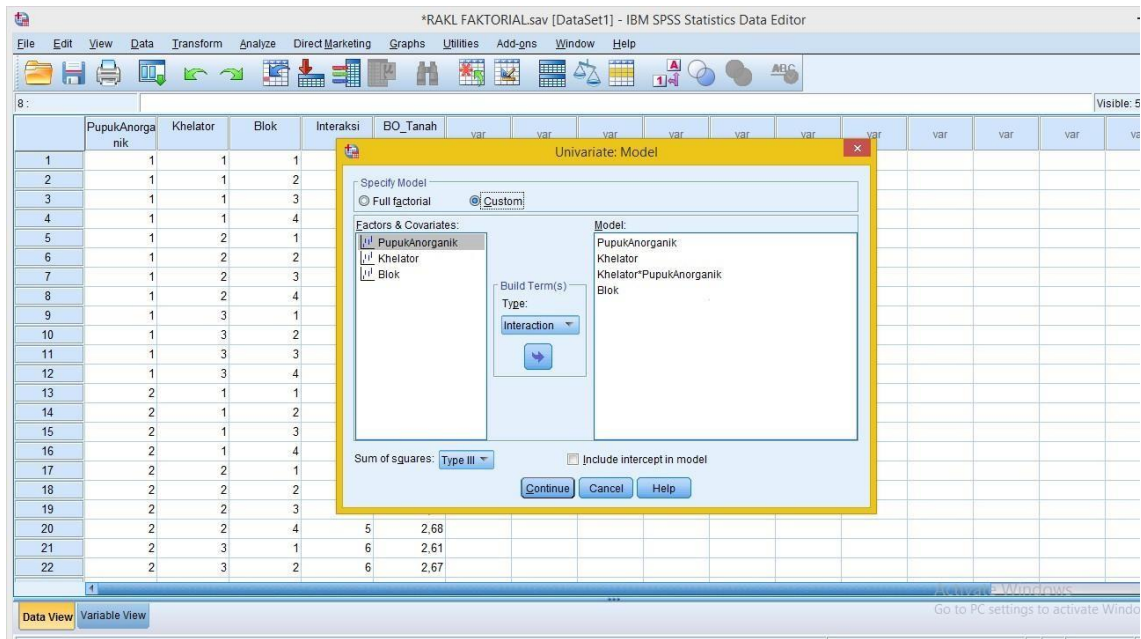 *RAKL FAKTORIAL.sav [DataSet1] - IBM SPSS Statistics Data Editor
File Edit View Data Transform Analyze Direct Marketing Graphs Utilities Add-ons Window Help
8 :
Visible: 5
PupukAnorganik Khelator Blok Interaksi BO_Tanah var var var var var var var var var var va
1 1 1 1
2 1 1 2
3 1 1 3
4 1 1 4
5 1 2 1
6 1 2 2
7 1 2 3
8 1 2 4
9 1 3 1
10 1 3 2
11 1 3 3
12 1 3 4
13 2 1 1
14 2 1 2
15 2 1 3
16 2 1 4
17 2 2 1
18 2 2 2
19 2 2 3
20 2 2 4 5 2,68
21 2 3 1 6 2,61
22 2 3 2 6 2,67
Univariate: Model
Specify Model
Full factorial Custom
Factors & Covariates:
PupukAnorganik
Khelator
Blok
Build Term(s)
Type:
Interaction
Model:
PupukAnorganik
Khelator
Khelator*PupukAnorganik
Blok
Sum of squares: Type III Include intercept in model
Continue Cancel Help
Activate Windows
Go to PC settings to activate Windo
Data View Variable View